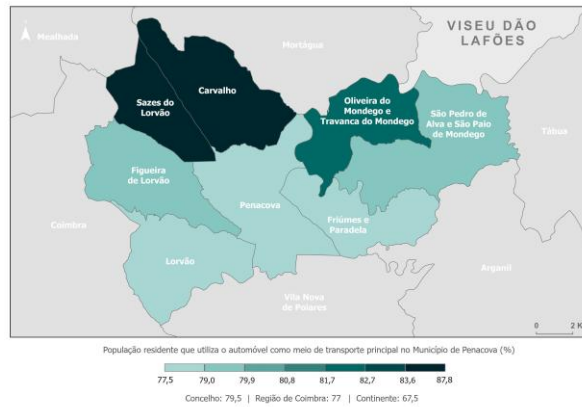 VISEU DÃO
LAFÕES
Mealhada
Mortágua
Carvalho
Sazes do
Lorvão
Oliveira do
Mondego e
Travanca do Mondego
São Pedro de
Alva e São Paio
de Mondego
Tábua
Figueira
de Lorvão
Penacova
Friúmes e
Paradela
Coimbra
Lorvão
Arganil
Vila Nova
de Poiares
0 2 K
População residente que utiliza o automóvel como meio de transporte principal no Município de Penacova (%)
77,5 79,0 79,9 80,8 81,7 82,7 83,6 87,8
Concelho: 79,5 | Região de Coimbra: 77 | Continente: 67,5